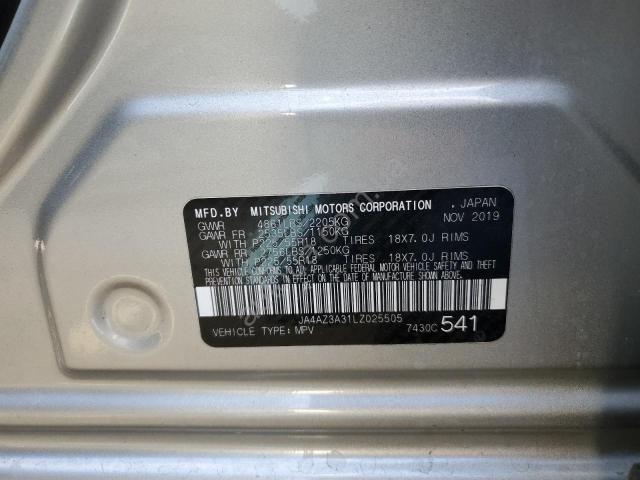 MFD.BY MITSUBISHI MOTORS CORPORATION . JAPAN
GVWR 4861LBS/2205KG NOV 2019
GAWR FR 2535LBS/1150KG
WITH P225/55R18 TIRES 18X7.0J RIMS
GAWR RR 2756LBS/1250KG
WITH P225/55R18 TIRES 18X7.0J RIMS
THIS VEHICLE CONFORMS TO ALL APPLICABLE FEDERAL MOTOR VEHICLE SAFETY AND THEFT PREVENTION
STANDARDS IN EFFECT ON THE DATE OF MANUFACTURE SHOWN ABOVE.
JA4AZ3A31LZ025505
VEHICLE TYPE: MPV 7430C 541